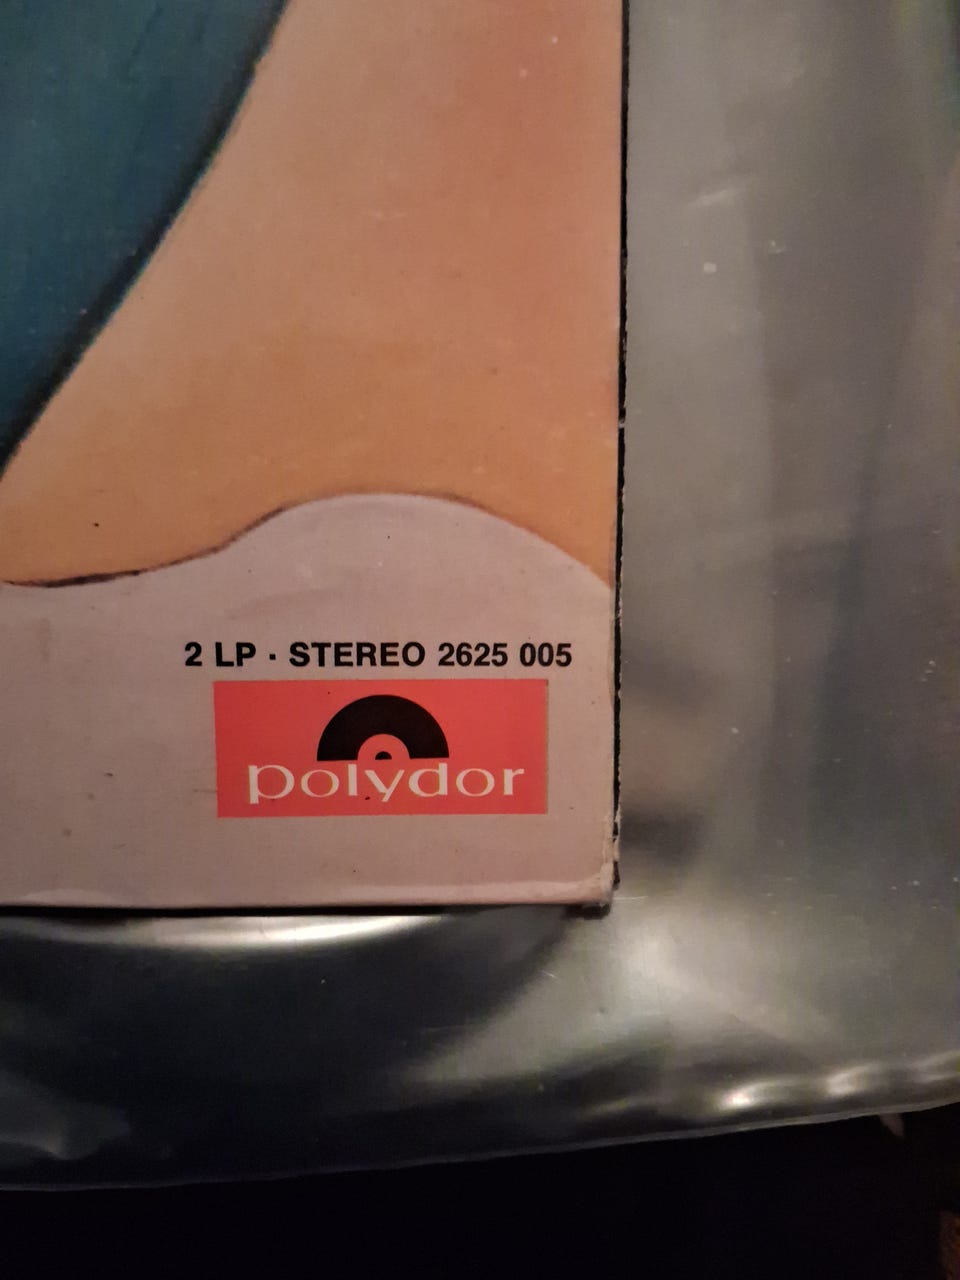 2 LP · STEREO 2625 005
polydor